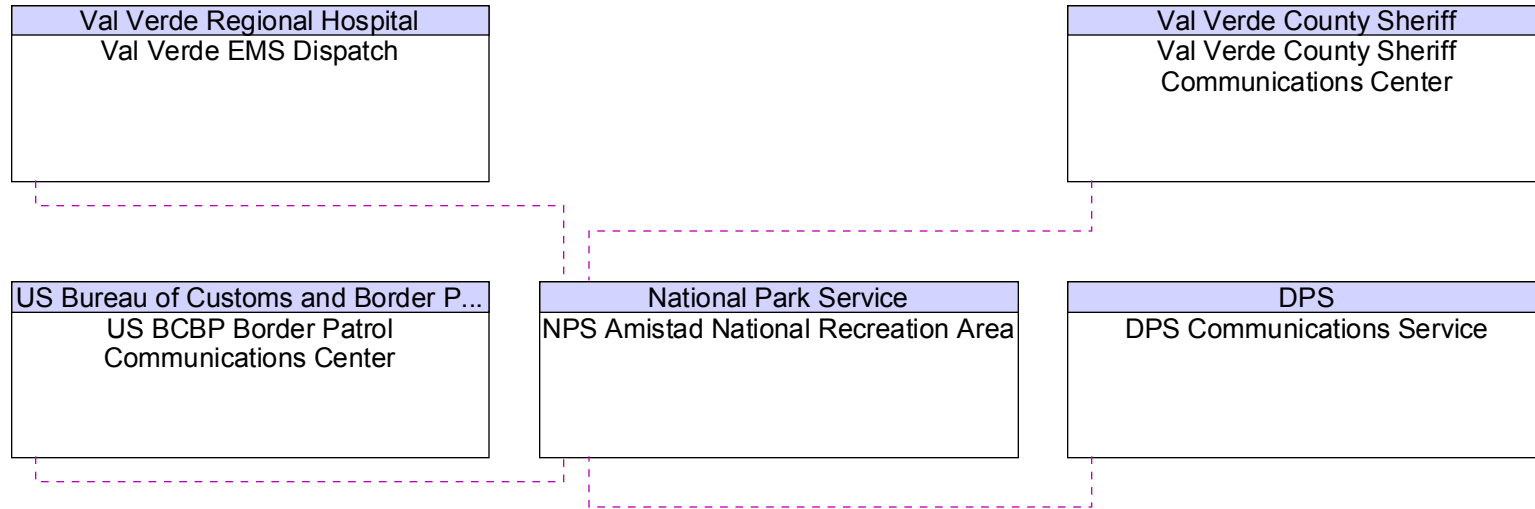 Val Verde Regional Hospital
Val Verde EMS Dispatch
Val Verde County Sheriff
Val Verde County Sheriff
Communications Center
US Bureau of Customs and Border P...
US BCBP Border Patrol
Communications Center
National Park Service
NPS Amistad National Recreation Area
DPS
DPS Communications Service